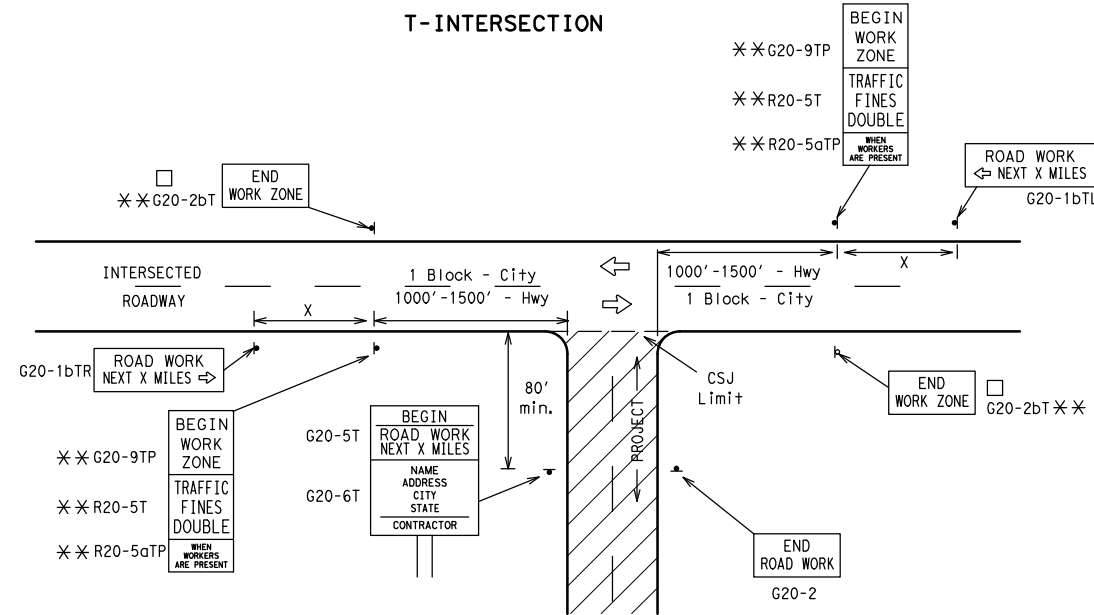 T-INTERSECTION
BEGIN
WORK
ZONE
TRAFFIC
FINES
DOUBLE
WHEN
WORKERS
ARE PRESENT
**G20-9TP
**R20-5T
**R20-5aTP
ROAD WORK
⇦ NEXT X MILES
G20-1bTL
□
**G20-2bT
END
WORK ZONE
INTERSECTED
ROADWAY
X
1 Block - City
1000'-1500' - Hwy
1000'-1500' - Hwy
1 Block - City
X
G20-1bTR
ROAD WORK
NEXT X MILES ⇨
80'
min.
CSJ
Limit
PROJECT
END
WORK ZONE
□
G20-2bT **
**G20-9TP
**R20-5T
**R20-5aTP
BEGIN
WORK
ZONE
TRAFFIC
FINES
DOUBLE
WHEN
WORKERS
ARE PRESENT
G20-5T
G20-6T
BEGIN
ROAD WORK
NEXT X MILES
NAME
ADDRESS
CITY
STATE
CONTRACTOR
END
ROAD WORK
G20-2